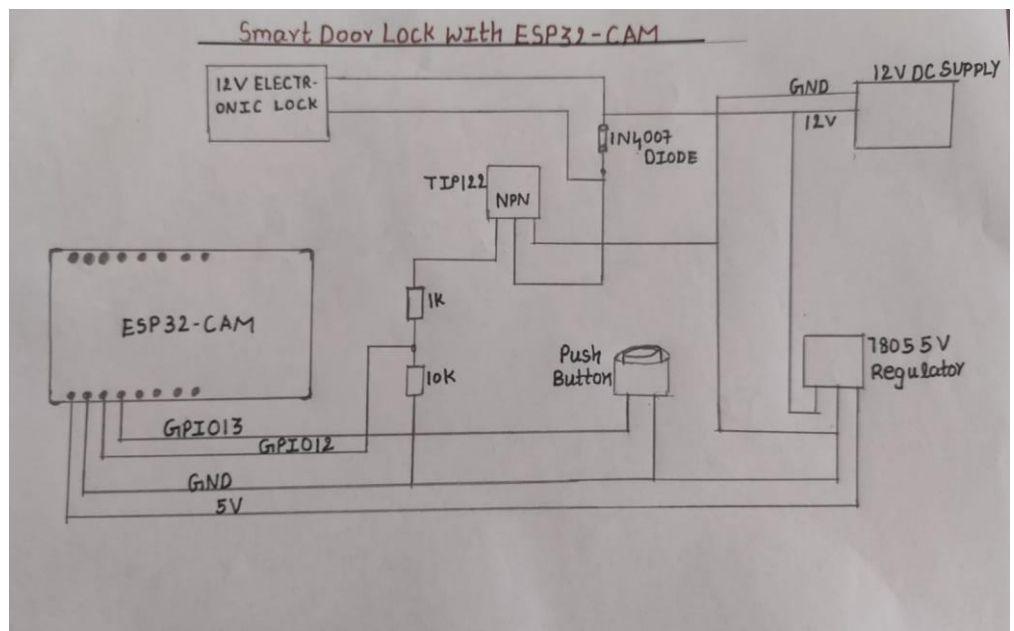 Smart Door Lock With ESP32-CAM
12V ELECTR-
ONIC LOCK
12V DC SUPPLY
GND
12V
1N4007
DIODE
TIP122
NPN
ESP32-CAM
1K
10K
Push
Button
7805 5V
Regulator
GPIO13
GPIO12
GND
5V